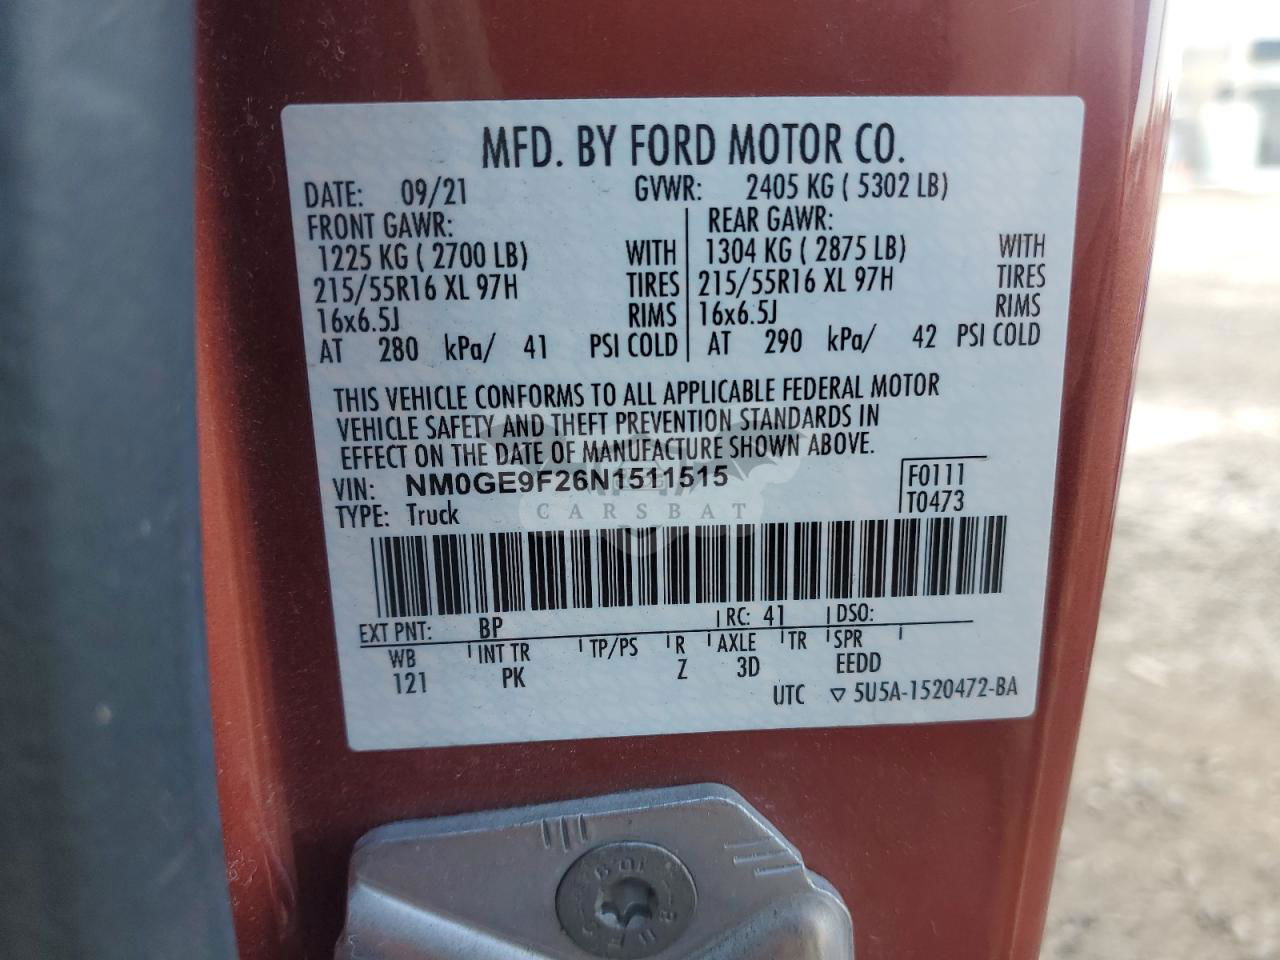 MFD. BY FORD MOTOR CO.
DATE: 09/21 GVWR: 2405 KG ( 5302 LB)
FRONT GAWR: REAR GAWR:
1225 KG ( 2700 LB) WITH 1304 KG ( 2875 LB) WITH
215/55R16 XL 97H TIRES 215/55R16 XL 97H TIRES
16x6.5J RIMS 16x6.5J RIMS
AT 280 kPa/ 41 PSI COLD AT 290 kPa/ 42 PSI COLD
THIS VEHICLE CONFORMS TO ALL APPLICABLE FEDERAL MOTOR
VEHICLE SAFETY AND THEFT PREVENTION STANDARDS IN
EFFECT ON THE DATE OF MANUFACTURE SHOWN ABOVE.
VIN: NM0GE9F26N1511515 F0111
TYPE: Truck T0473
CARSBAT
EXT PNT: BP RC: 41 DSO:
WB INT TR TP/PS R AXLE TR SPR
121 PK Z 3D EEDD
UTC ▽ 5U5A-1520472-BA